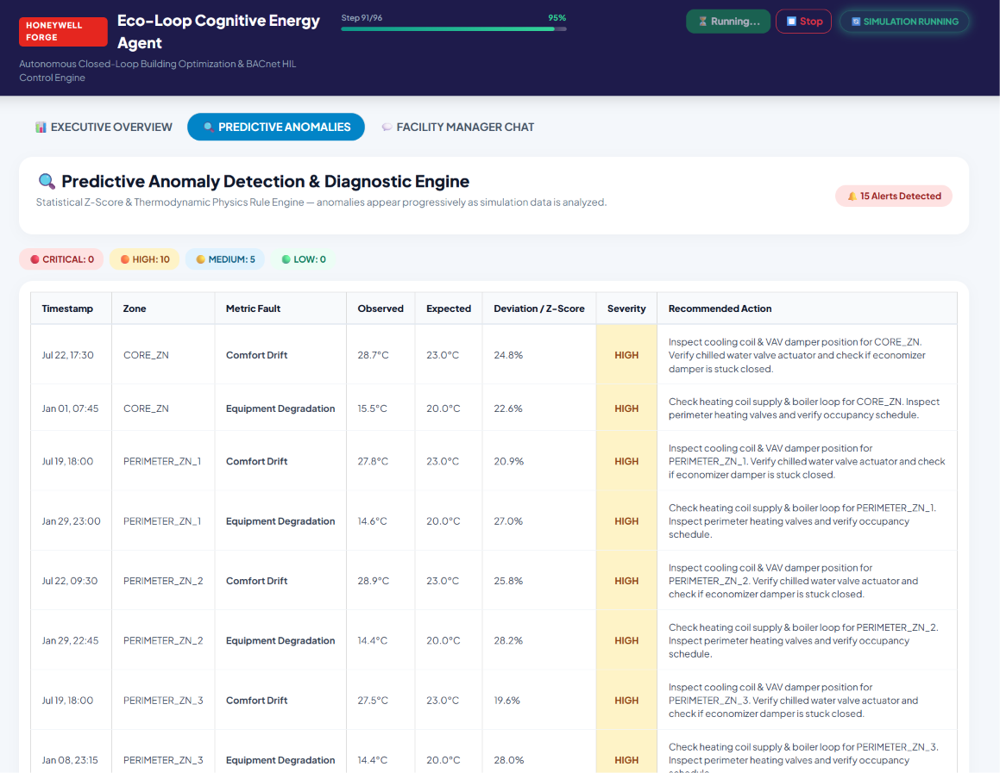 HONEYWELL
FORGE
Eco-Loop Cognitive Energy
Agent
Autonomous Closed-Loop Building Optimization & BACnet HIL
Control Engine
Step 91/96
95%
Running...
Stop
SIMULATION RUNNING
EXECUTIVE OVERVIEW
PREDICTIVE ANOMALIES
FACILITY MANAGER CHAT
Predictive Anomaly Detection & Diagnostic Engine
Statistical Z-Score & Thermodynamic Physics Rule Engine — anomalies appear progressively as simulation data is analyzed.
15 Alerts Detected
CRITICAL: 0
HIGH: 10
MEDIUM: 5
LOW: 0
Timestamp Zone Metric Fault Observed Expected Deviation / Z-Score Severity Recommended Action
Jul 22, 17:30 CORE_ZN Comfort Drift 28.7°C 23.0°C 24.8% HIGH
Inspect cooling coil & VAV damper position for CORE_ZN.
Verify chilled water valve actuator and check if economizer
damper is stuck closed.
Jan 01, 07:45 CORE_ZN Equipment Degradation 15.5°C 20.0°C 22.6% HIGH
Check heating coil supply & boiler loop for CORE_ZN. Inspect
perimeter heating valves and verify occupancy schedule.
Jul 19, 18:00 PERIMETER_ZN_1 Comfort Drift 27.8°C 23.0°C 20.9% HIGH
Inspect cooling coil & VAV damper position for
PERIMETER_ZN_1. Verify chilled water valve actuator and check
if economizer damper is stuck closed.
Jan 29, 23:00 PERIMETER_ZN_1 Equipment Degradation 14.6°C 20.0°C 27.0% HIGH
Check heating coil supply & boiler loop for PERIMETER_ZN_1.
Inspect perimeter heating valves and verify occupancy
schedule.
Jul 22, 09:30 PERIMETER_ZN_2 Comfort Drift 28.9°C 23.0°C 25.8% HIGH
Inspect cooling coil & VAV damper position for
PERIMETER_ZN_2. Verify chilled water valve actuator and
check if economizer damper is stuck closed.
Jan 29, 22:45 PERIMETER_ZN_2 Equipment Degradation 14.4°C 20.0°C 28.2% HIGH
Check heating coil supply & boiler loop for PERIMETER_ZN_2.
Inspect perimeter heating valves and verify occupancy
schedule.
Jul 19, 18:00 PERIMETER_ZN_3 Comfort Drift 27.5°C 23.0°C 19.6% HIGH
Inspect cooling coil & VAV damper position for
PERIMETER_ZN_3. Verify chilled water valve actuator and
check if economizer damper is stuck closed.
Jan 08, 23:15 PERIMETER_ZN_3 Equipment Degradation 14.4°C 20.0°C 28.0% HIGH
Check heating coil supply & boiler loop for PERIMETER_ZN_3.
Inspect perimeter heating valves and verify occupancy